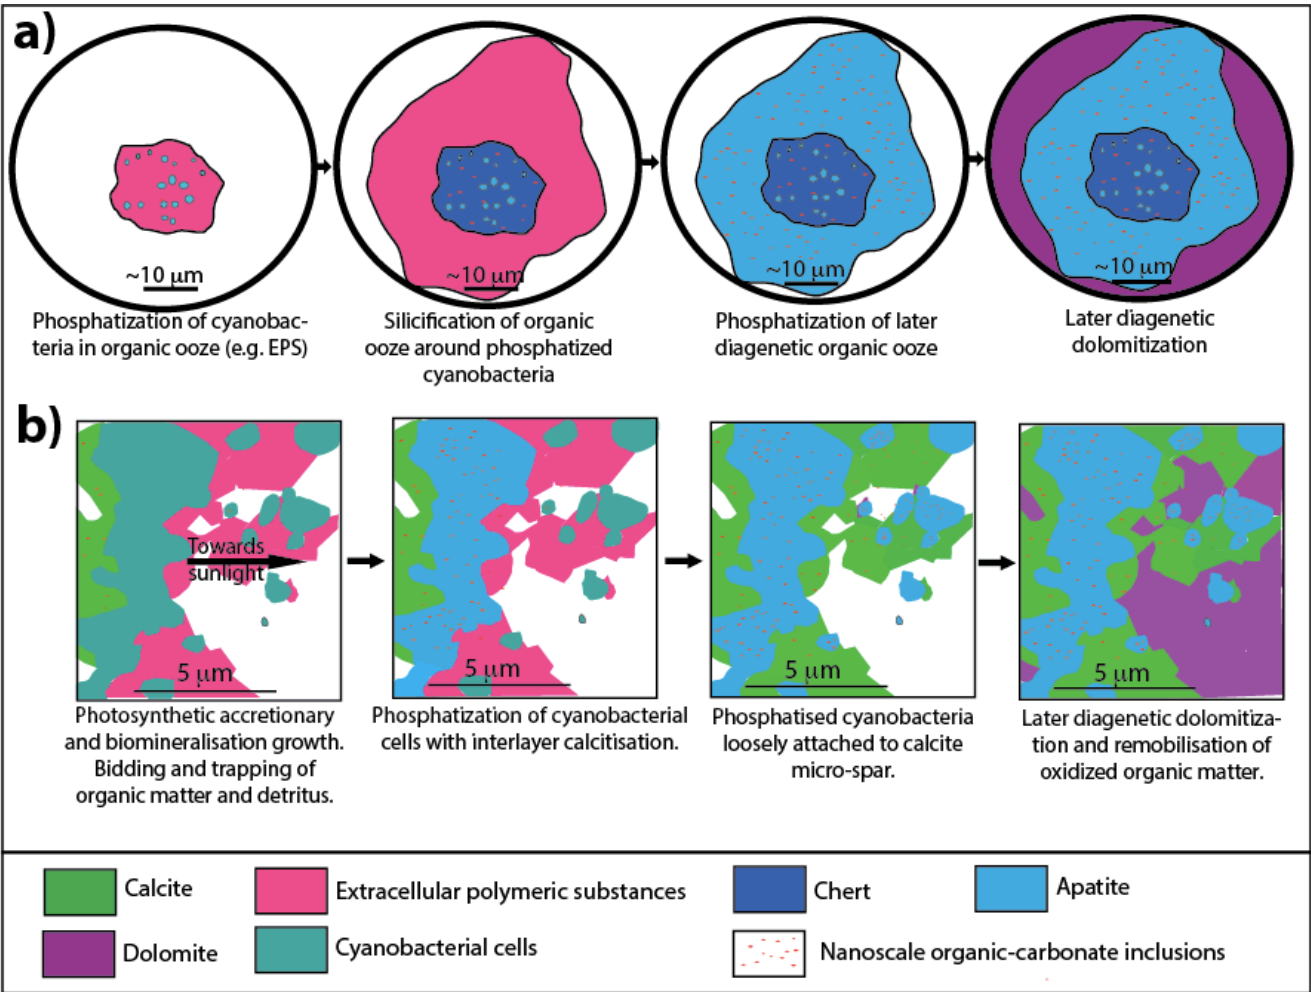 a)
~10 μm
~10 μm
~10 μm
~10 μm
Phosphatization of cyanobac-
teria in organic ooze (e.g. EPS)
Silicification of organic
ooze around phosphatized
cyanobacteria
Phosphatization of later
diagenetic organic ooze
Later diagenetic
dolomitization
b)
Towards
sunlight
5 μm
5 μm
5 μm
5 μm
Photosynthetic accretionary
and biomineralisation growth.
Bidding and trapping of
organic matter and detritus.
Phosphatization of cyanobacterial
cells with interlayer calcitisation.
Phosphatised cyanobacteria
loosely attached to calcite
micro-spar.
Later diagenetic dolomitiza-
tion and remobilisation of
oxidized organic matter.
Calcite
Extracellular polymeric substances
Chert
Apatite
Dolomite
Cyanobacterial cells
Nanoscale organic-carbonate inclusions